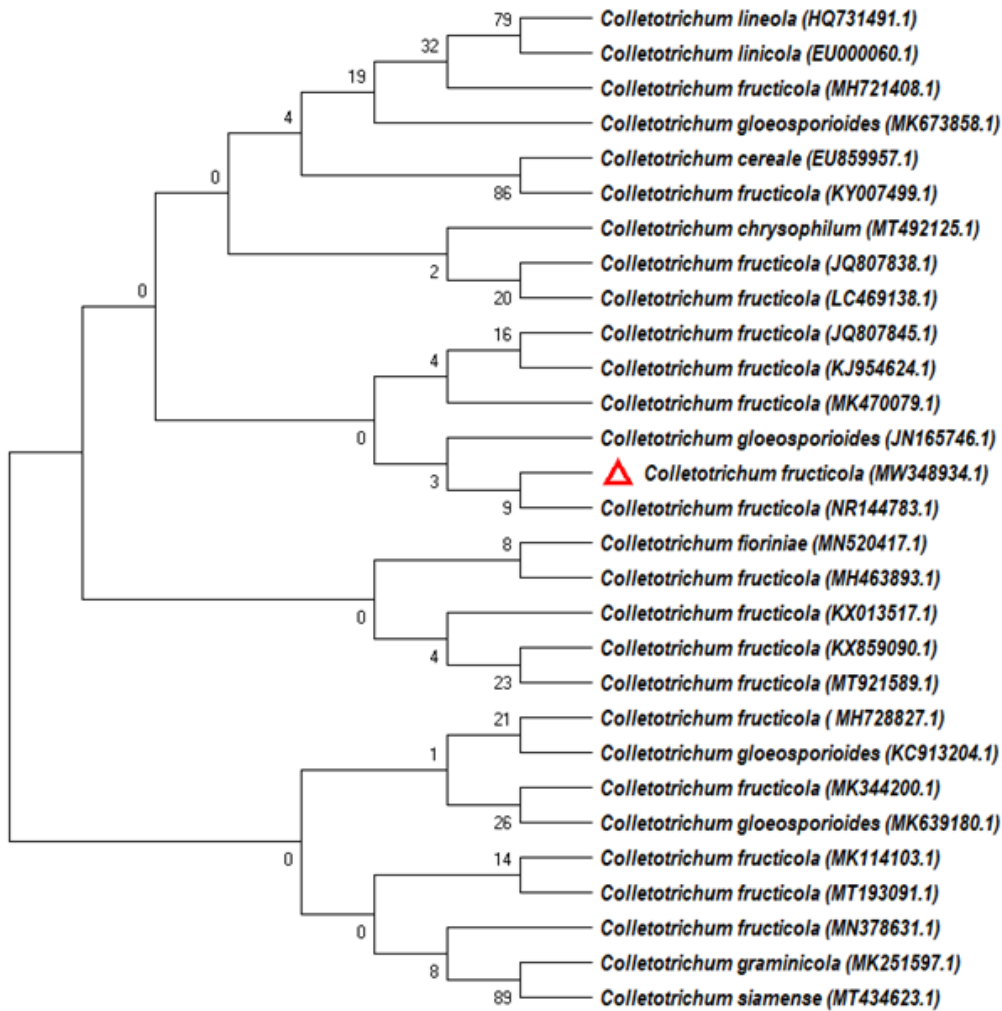 79
Colletotrichum lineola (HQ731491.1)
32
Colletotrichum linicola (EU000060.1)
19
Colletotrichum fructicola (MH721408.1)
4
Colletotrichum gloeosporioides (MK673858.1)
0
Colletotrichum cereale (EU859957.1)
86
Colletotrichum fructicola (KY007499.1)
Colletotrichum chrysophilum (MT492125.1)
2
Colletotrichum fructicola (JQ807838.1)
0
20
Colletotrichum fructicola (LC469138.1)
16
Colletotrichum fructicola (JQ807845.1)
4
Colletotrichum fructicola (KJ954624.1)
Colletotrichum fructicola (MK470079.1)
0
Colletotrichum gloeosporioides (JN165746.1)
3
Colletotrichum fructicola (MW348934.1)
9
Colletotrichum fructicola (NR144783.1)
8
Colletotrichum fioriniae (MN520417.1)
Colletotrichum fructicola (MH463893.1)
0
Colletotrichum fructicola (KX013517.1)
4
Colletotrichum fructicola (KX859090.1)
23
Colletotrichum fructicola (MT921589.1)
21
Colletotrichum fructicola ( MH728827.1)
1
Colletotrichum gloeosporioides (KC913204.1)
Colletotrichum fructicola (MK344200.1)
26
Colletotrichum gloeosporioides (MK639180.1)
0
14
Colletotrichum fructicola (MK114103.1)
Colletotrichum fructicola (MT193091.1)
0
Colletotrichum fructicola (MN378631.1)
8
Colletotrichum graminicola (MK251597.1)
89
Colletotrichum siamense (MT434623.1)